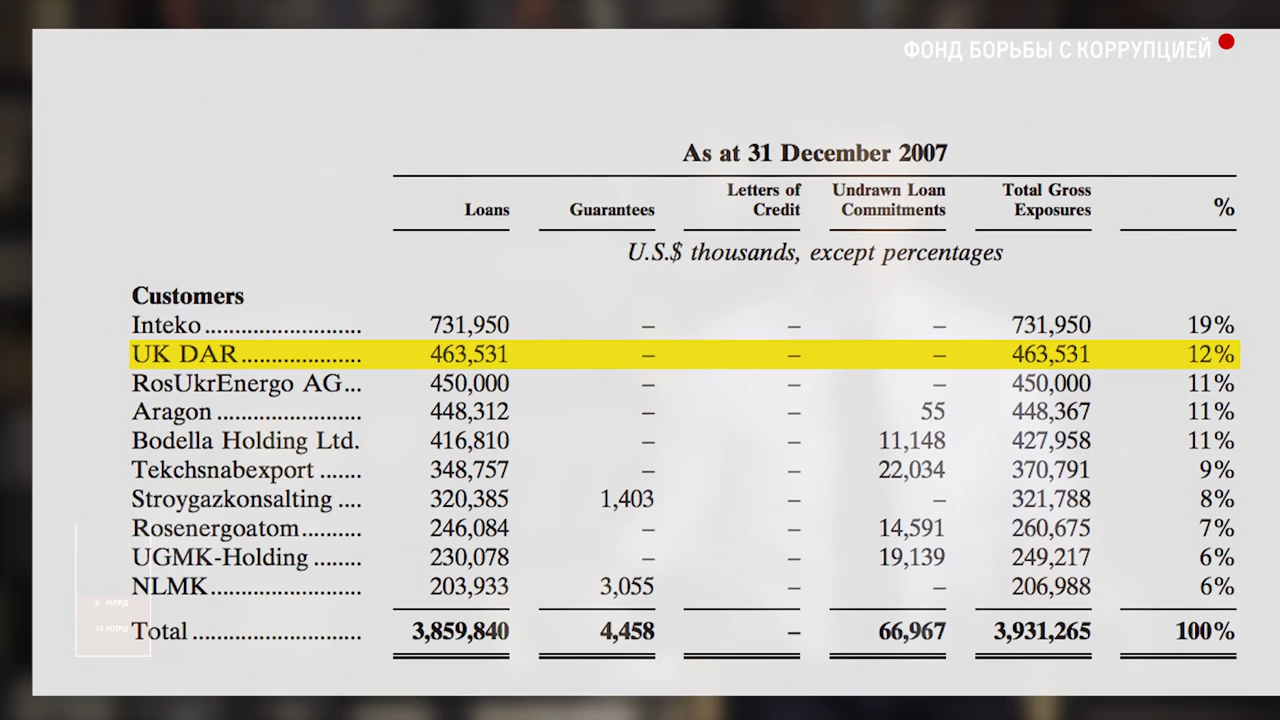 ФОНД БОРЬБЫ С КОРРУПЦИЕЙ
As at 31 December 2007
Loans Guarantees Letters of Credit Undrawn Loan Commitments Total Gross Exposures %
U.S.$ thousands, except percentages
Customers
Inteko .......................... 731,950 – – – 731,950 19%
UK DAR .................... 463,531 – – – 463,531 12%
RosUkrEnergo AG... 450,000 – – – 450,000 11%
Aragon ........................ 448,312 – – 55 448,367 11%
Bodella Holding Ltd. 416,810 – – 11,148 427,958 11%
Tekchsnabexport ....... 348,757 – – 22,034 370,791 9%
Stroygazkonsalting .... 320,385 1,403 – – 321,788 8%
Rosenergoatom.......... 246,084 – – 14,591 260,675 7%
UGMK-Holding ........ 230,078 – – 19,139 249,217 6%
NLMK......................... 203,933 3,055 – – 206,988 6%
Total ............................ 3,859,840 4,458 – 66,967 3,931,265 100%
МЛРД
33 МЛРД